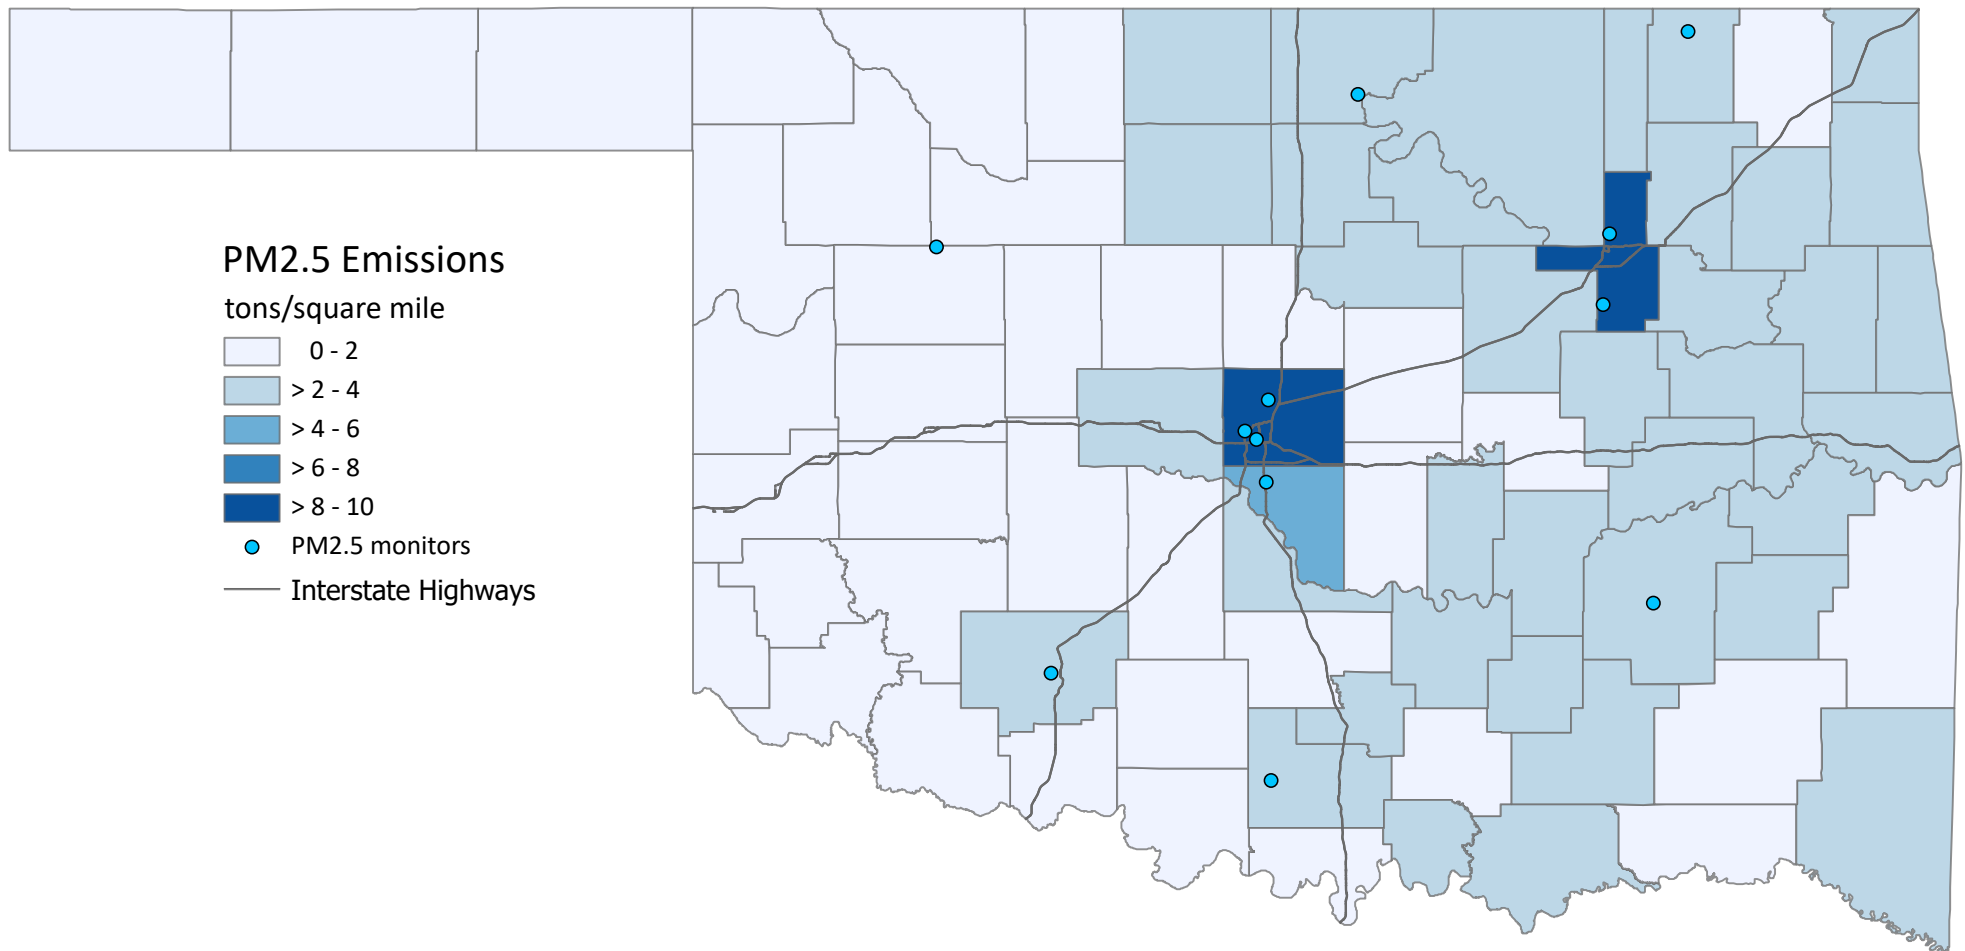 PM2.5 Emissions
tons/square mile
0 - 2
> 2 - 4
> 4 - 6
> 6 - 8
> 8 - 10
PM2.5 monitors
Interstate Highways